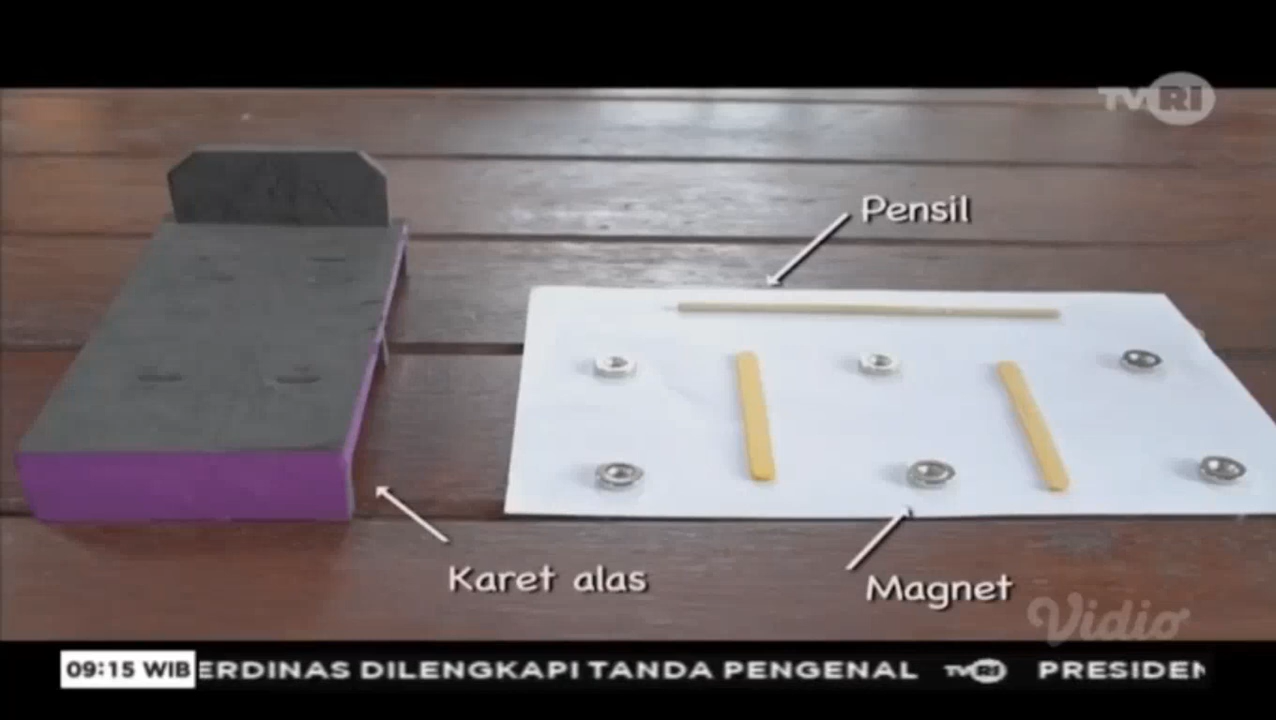 TVRI
Pensil
Karet alas
Magnet
Vidio
09:15 WIB
ERDINAS DILENGKAPI TANDA PENGENAL TVRI PRESIDEN